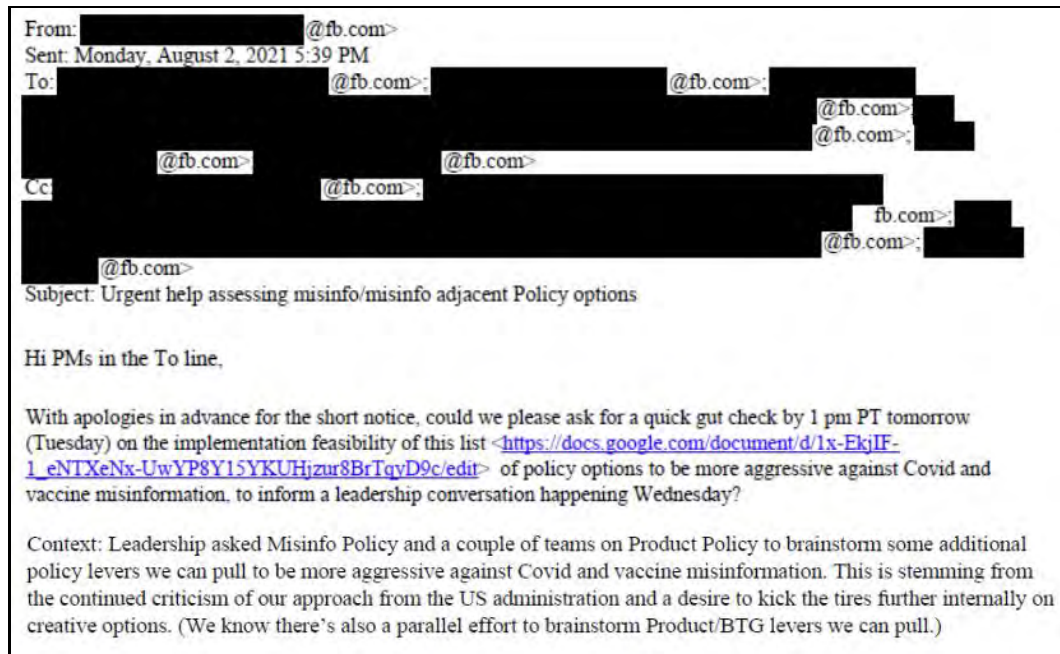 From: @fb.com>
Sent: Monday, August 2, 2021 5:39 PM
To: @fb.com>; @fb.com>;
@fb.com>;
@fb.com>;
@fb.com> @fb.com>
Cc: @fb.com>;
fb.com>;
@fb.com>;
@fb.com>
Subject: Urgent help assessing misinfo/misinfo adjacent Policy options
Hi PMs in the To line,
With apologies in advance for the short notice, could we please ask for a quick gut check by 1 pm PT tomorrow
(Tuesday) on the implementation feasibility of this list <https://docs.google.com/document/d/1x-EkjIF-
1_eNTXeNx-UwYP8Y15YKUHjzur8BrTqyD9c/edit> of policy options to be more aggressive against Covid and
vaccine misinformation, to inform a leadership conversation happening Wednesday?
Context: Leadership asked Misinfo Policy and a couple of teams on Product Policy to brainstorm some additional
policy levers we can pull to be more aggressive against Covid and vaccine misinformation. This is stemming from
the continued criticism of our approach from the US administration and a desire to kick the tires further internally on
creative options. (We know there's also a parallel effort to brainstorm Product/BTG levers we can pull.)